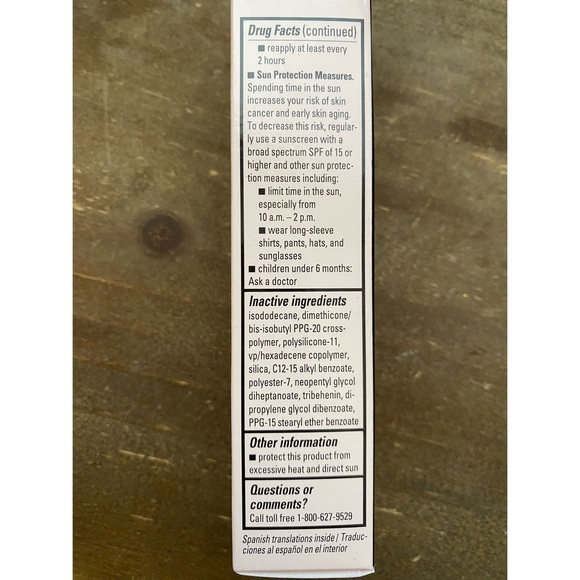 Drug Facts (continued)
■ reapply at least every
2 hours
■ Sun Protection Measures.
Spending time in the sun
increases your risk of skin
cancer and early skin aging.
To decrease this risk, regular-
ly use a sunscreen with a
broad spectrum SPF of 15 or
higher and other sun protec-
tion measures including:
■ limit time in the sun,
especially from
10 a.m. – 2 p.m.
■ wear long-sleeve
shirts, pants, hats, and
sunglasses
■ children under 6 months:
Ask a doctor
Inactive ingredients
isododecane, dimethicone/
bis-isobutyl PPG-20 cross-
polymer, polysilicone-11,
vp/hexadecene copolymer,
silica, C12-15 alkyl benzoate,
polyester-7, neopentyl glycol
diheptanoate, tribehenin, di-
propylene glycol dibenzoate,
PPG-15 stearyl ether benzoate
Other information
■ protect this product from
excessive heat and direct sun
Questions or
comments?
Call toll free 1-800-627-9529
Spanish translations inside / Traduc-
ciones al español en el interior